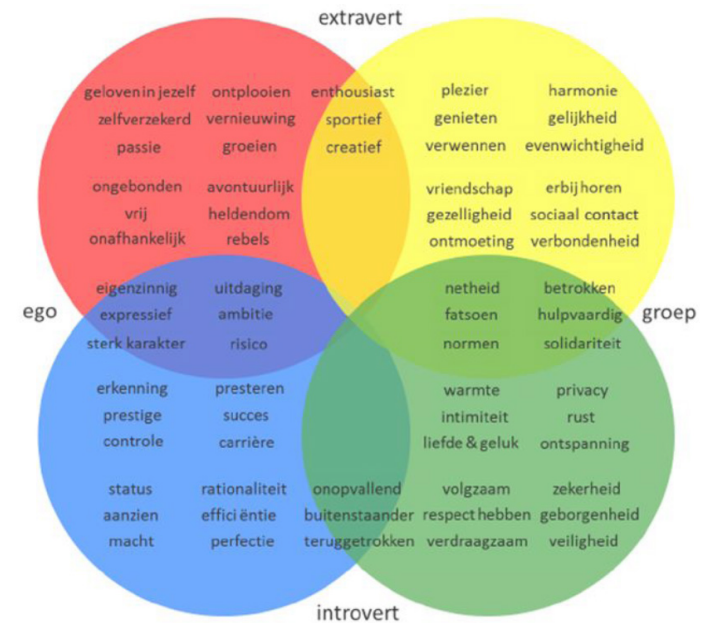 extravert
geloven in jezelf ontplooien enthousiast plezier harmonie
zelfverzekerd vernieuwing sportief genieten gelijkheid
passie groeien creatief verwennen evenwichtigheid
ongebonden avontuurlijk vriendschap erbij horen
vrij heldendom gezelligheid sociaal contact
onafhankelijk rebels ontmoeting verbondenheid
eigenzinnig uitdaging netheid betrokken
ego expressief ambitie fatsoen hulpvaardig groep
sterk karakter risico normen solidariteit
erkenning presteren warmte privacy
prestige succes intimiteit rust
controle carrière liefde & geluk ontspanning
status rationaliteit onopvallend volgzaam zekerheid
aanzien efficiëntie buitenstaander respect hebben geborgenheid
macht perfectie teruggetrokken verdraagzaam veiligheid
introvert